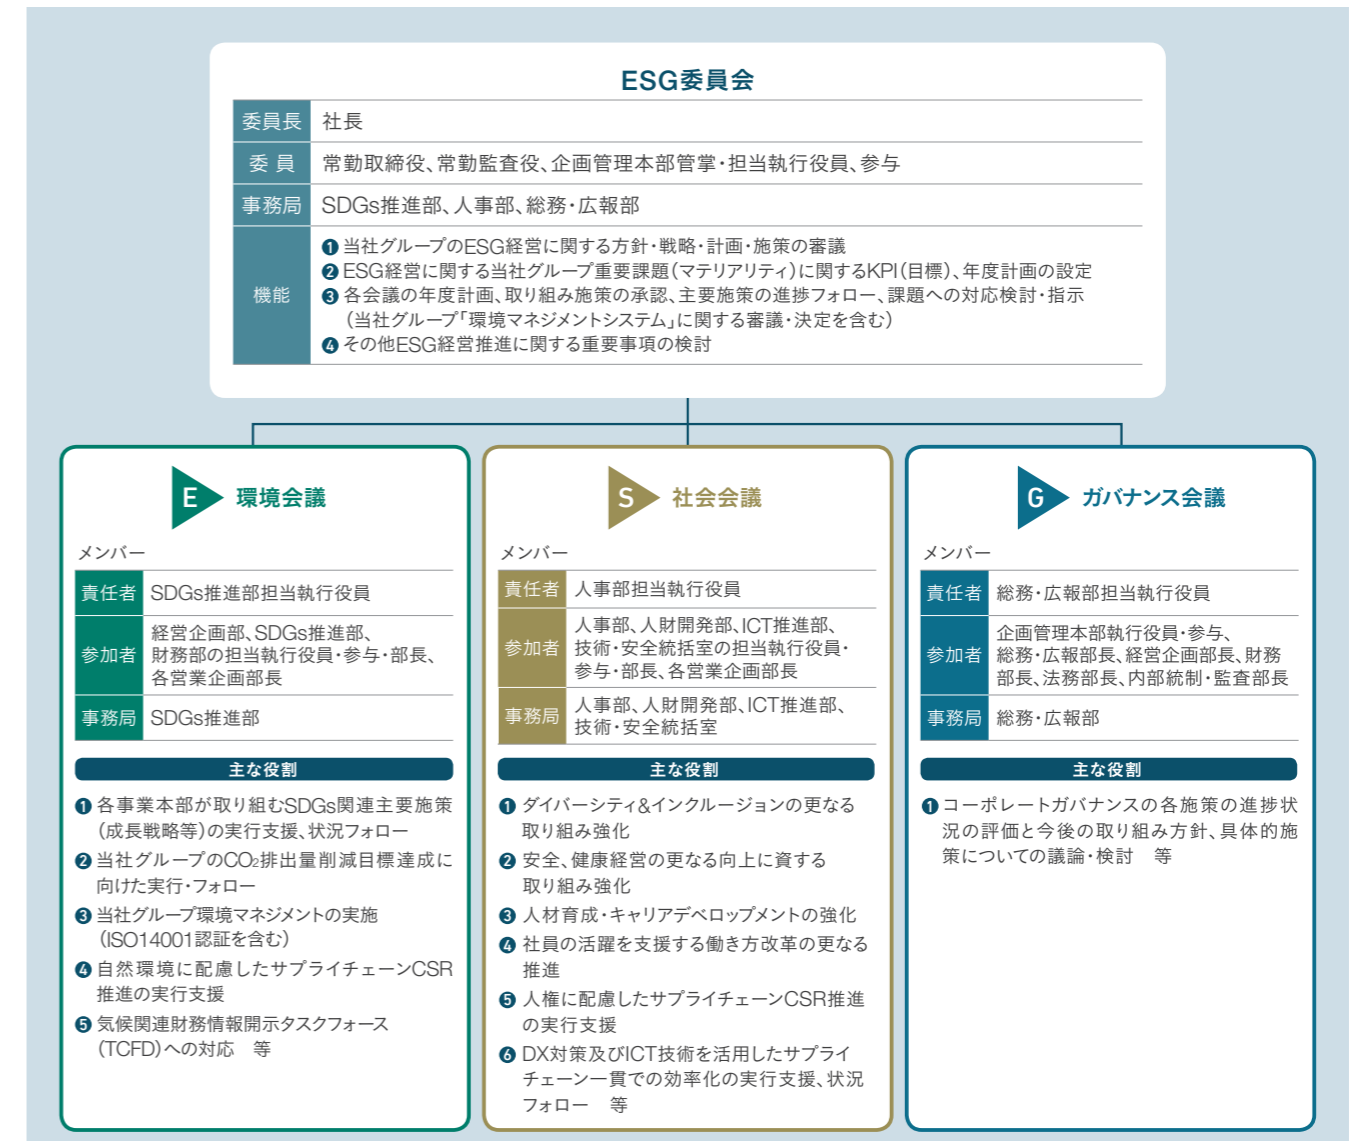 ESG委員会
委員長 社長
委員 常勤取締役、常勤監査役、企画管理本部管掌・担当執行役員、参与
事務局 SDGs推進部、人事部、総務・広報部
機能
❶当社グループのESG経営に関する方針・戦略・計画・施策の審議
❷ESG経営に関する当社グループ重要課題（マテリアリティ）に関するKPI（目標）、年度計画の設定
❸各会議の年度計画、取り組み施策の承認、主要施策の進捗フォロー、課題への対応検討・指示
（当社グループ「環境マネジメントシステム」に関する審議・決定を含む）
❹その他ESG経営推進に関する重要事項の検討
E 環境会議
メンバー
責任者 SDGs推進部担当執行役員
参加者
経営企画部、SDGs推進部、
財務部の担当執行役員・参与・部長、
各営業企画部長
事務局 SDGs推進部
主な役割
❶各事業本部が取り組むSDGs関連主要施策
（成長戦略等）の実行支援、状況フォロー
❷当社グループのCO₂排出量削減目標達成に
向けた実行・フォロー
❸当社グループ環境マネジメントの実施
（ISO14001認証を含む）
❹自然環境に配慮したサプライチェーンCSR
推進の実行支援
❺気候関連財務情報開示タスクフォース
（TCFD）への対応　等
S 社会会議
メンバー
責任者 人事部担当執行役員
参加者
人事部、人財開発部、ICT推進部、
技術・安全統括室の担当執行役員・
参与・部長、各営業企画部長
事務局
人事部、人財開発部、ICT推進部、
技術・安全統括室
主な役割
❶ダイバーシティ&インクルージョンの更なる
取り組み強化
❷安全、健康経営の更なる向上に資する
取り組み強化
❸人材育成・キャリアデベロップメントの強化
❹社員の活躍を支援する働き方改革の更なる
推進
❺人権に配慮したサプライチェーンCSR推進
の実行支援
❻DX対策及びICT技術を活用したサプライ
チェーン一貫での効率化の実行支援、状況
フォロー　等
G ガバナンス会議
メンバー
責任者 総務・広報部担当執行役員
参加者
企画管理本部執行役員・参与、
総務・広報部長、経営企画部長、財務
部長、法務部長、内部統制・監査部長
事務局 総務・広報部
主な役割
❶コーポレートガバナンスの各施策の進捗状
況の評価と今後の取り組み方針、具体的施
策についての議論・検討　等